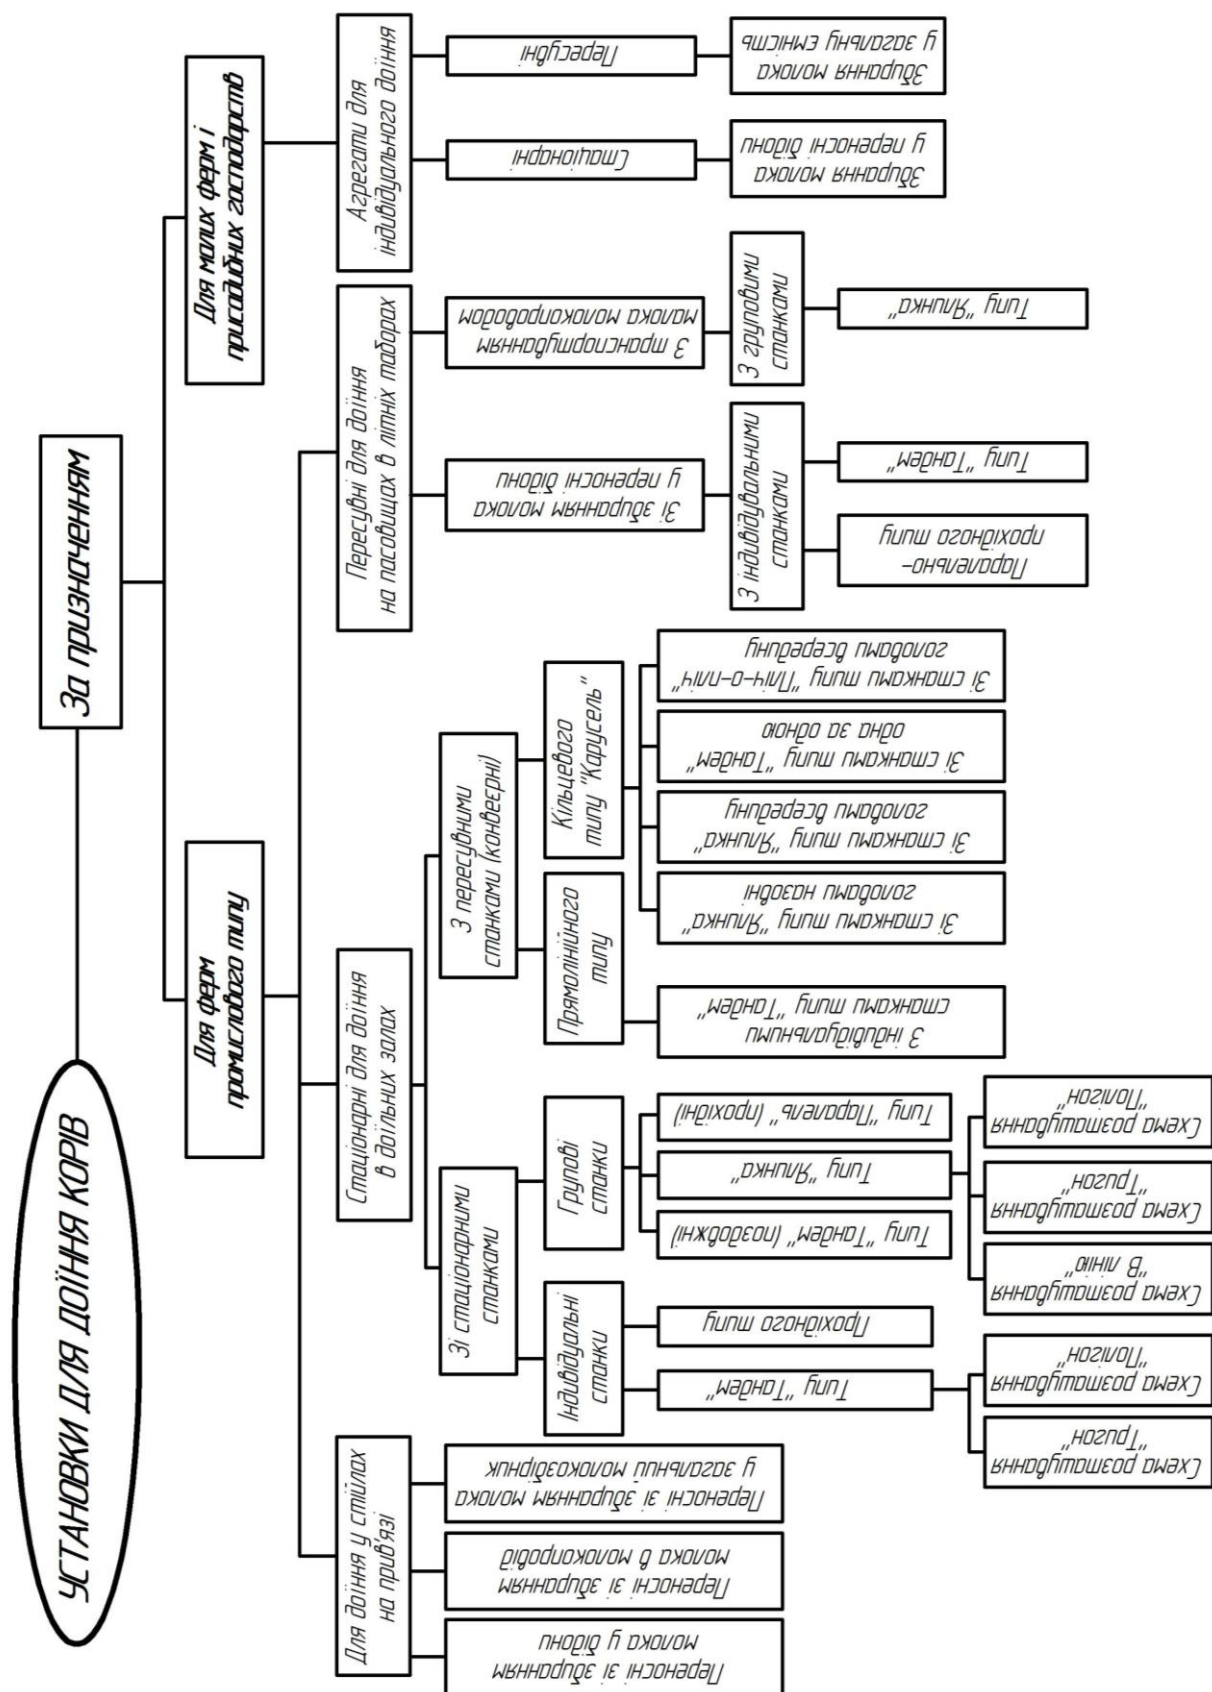 УСТАНОВКИ ДЛЯ ДОЇННЯ КОРІВ
За призначенням
Для ферм
промислового типу
Для малих ферм і
присадибних господарств
Для доїння у стійлах
на прив'язі
Стаціонарні для доїння
в доїльних залах
Пересувні для доїння
на пасовищах в літніх таборах
Агрегати для
індивідуального доїння
Переносні зі збиранням
молока у бідони
Переносні зі збиранням
молока в молокопровід
Переносні зі збиранням молока
у загальний молокозбірник
Зі стаціонарними
станками
З пересувними
станками (конвеєрні)
Зі збиранням молока
у переносні бідони
З транспортуванням
молока молокопроводом
Стаціонарні
Пересувні
Індивідуальні
станки
Групові
станки
Прямолінійного
типу
Кільцевого
типу "Карусель"
Типу "Тандем"
Прохідного типу
Типу "Тандем" (поздовжні)
Типу "Ялинка"
Типу "Паралель" (прохідні)
З індивідуальними
станками типу "Тандем"
Зі станками типу "Ялинка"
головами назовні
Зі станками типу "Ялинка"
головами всередину
Зі станками типу "Тандем"
одна за одною
Зі станками типу "Пліч-о-пліч"
головами всередину
З індивідувальними
станками
З груповими
станками
Збирання молока
у переносні бідони
Збирання молока
у загальну ємність
Паралельно-
прохідного типу
Типу "Тандем"
Типу "Ялинка"
Схема розташування
"Тригон"
Схема розташування
"Полігон"
Схема розташування
"В лінію"
Схема розташування
"Тригон"
Схема розташування
"Полігон"